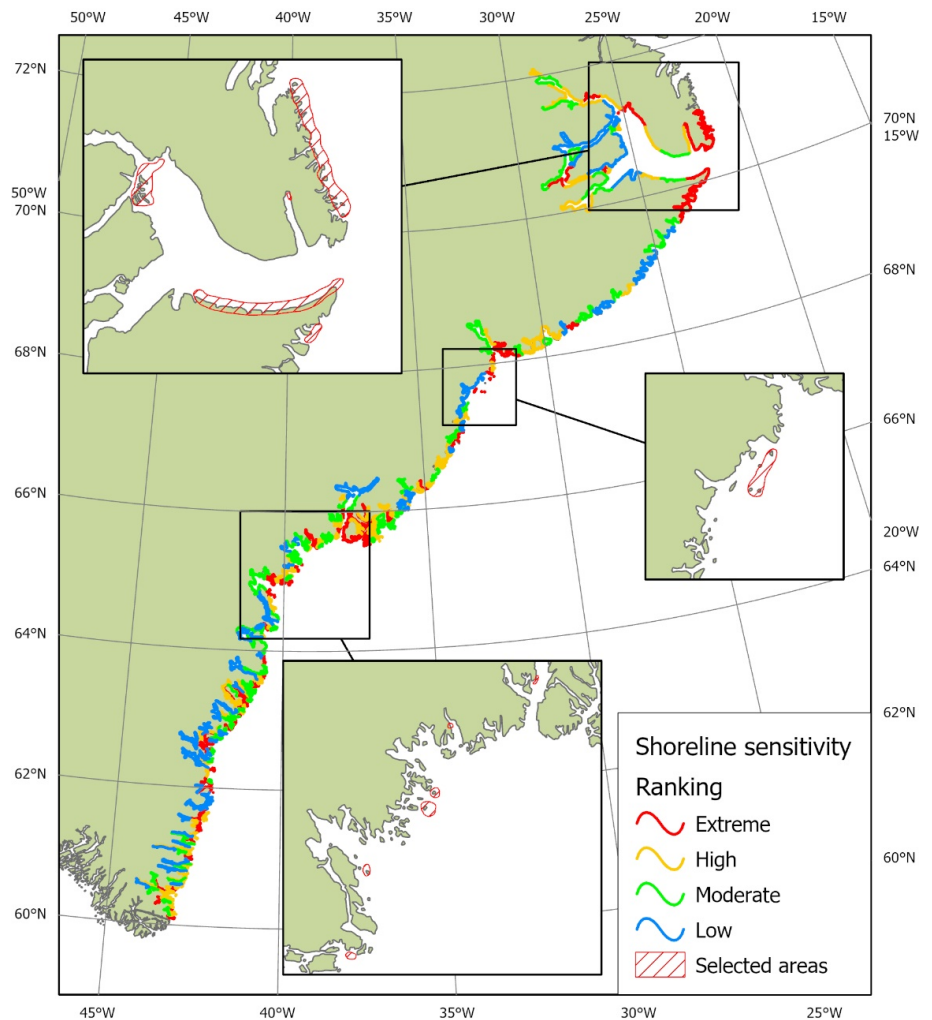 50°W 45°W 40°W 35°W 30°W 25°W 20°W 15°W
72°N
70°N
15°W
50°W
70°N
68°N
68°N
66°N
66°N
20°W
64°N
64°N
62°N
62°N
60°N
60°N
Shoreline sensitivity
Ranking
Extreme
High
Moderate
Low
Selected areas
45°W 40°W 35°W 30°W 25°W